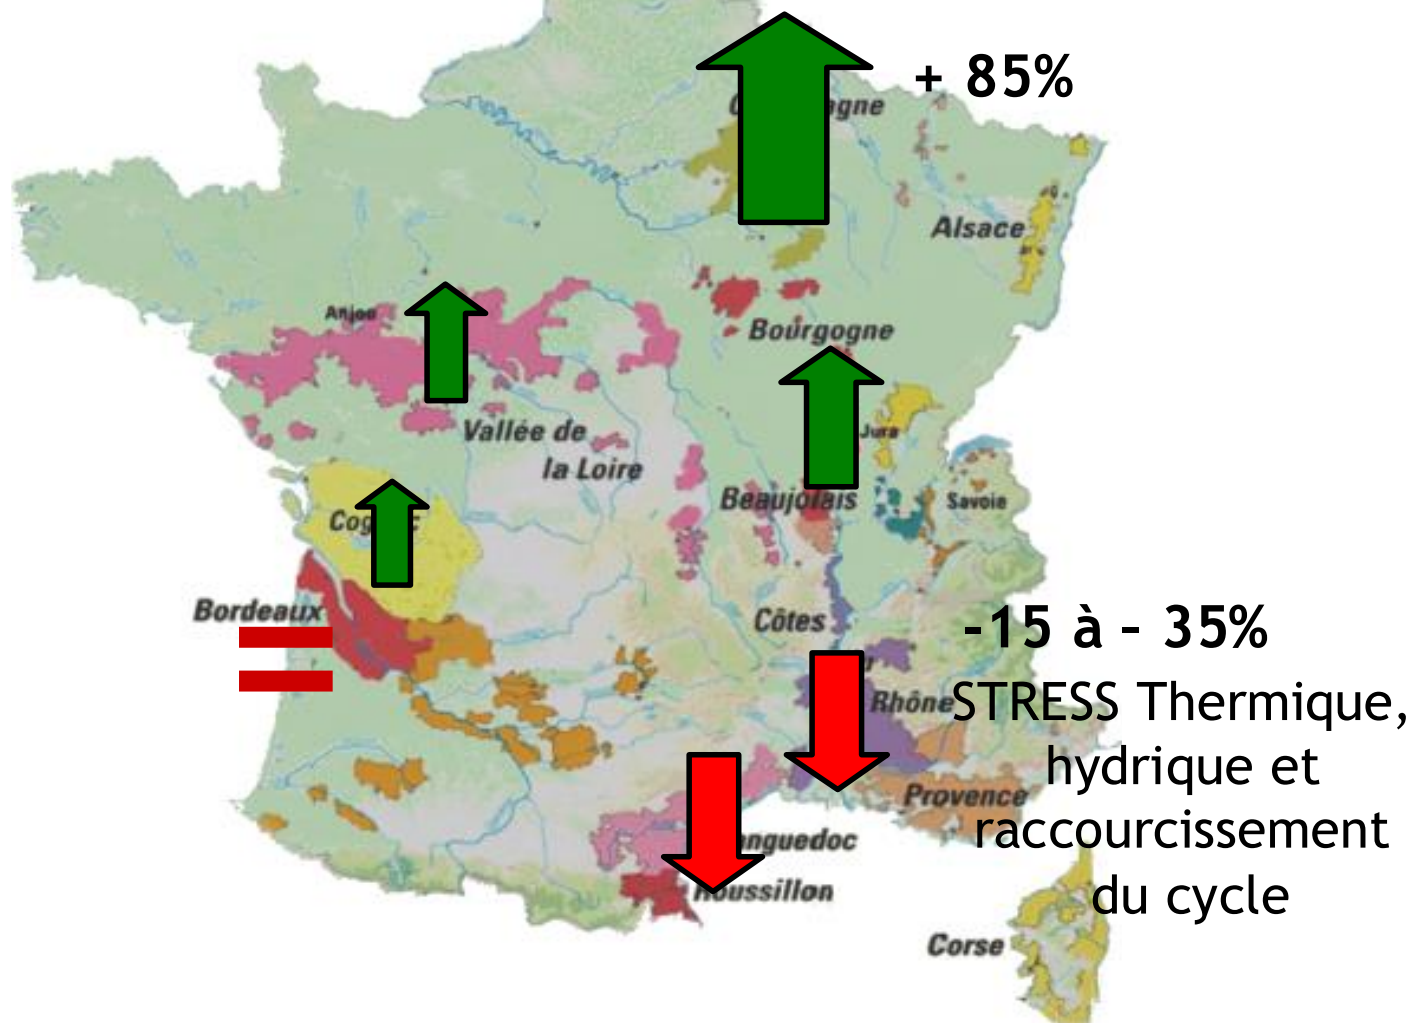 + 85%
Alsace
Anjou
Bourgogne
Vallée de
la Loire
Jura
Beaujolais
Savoie
Bordeaux
Côtes
-15 à – 35%
Rhône
STRESS Thermique,
hydrique et
Provence
raccourcissement
du cycle
Corse